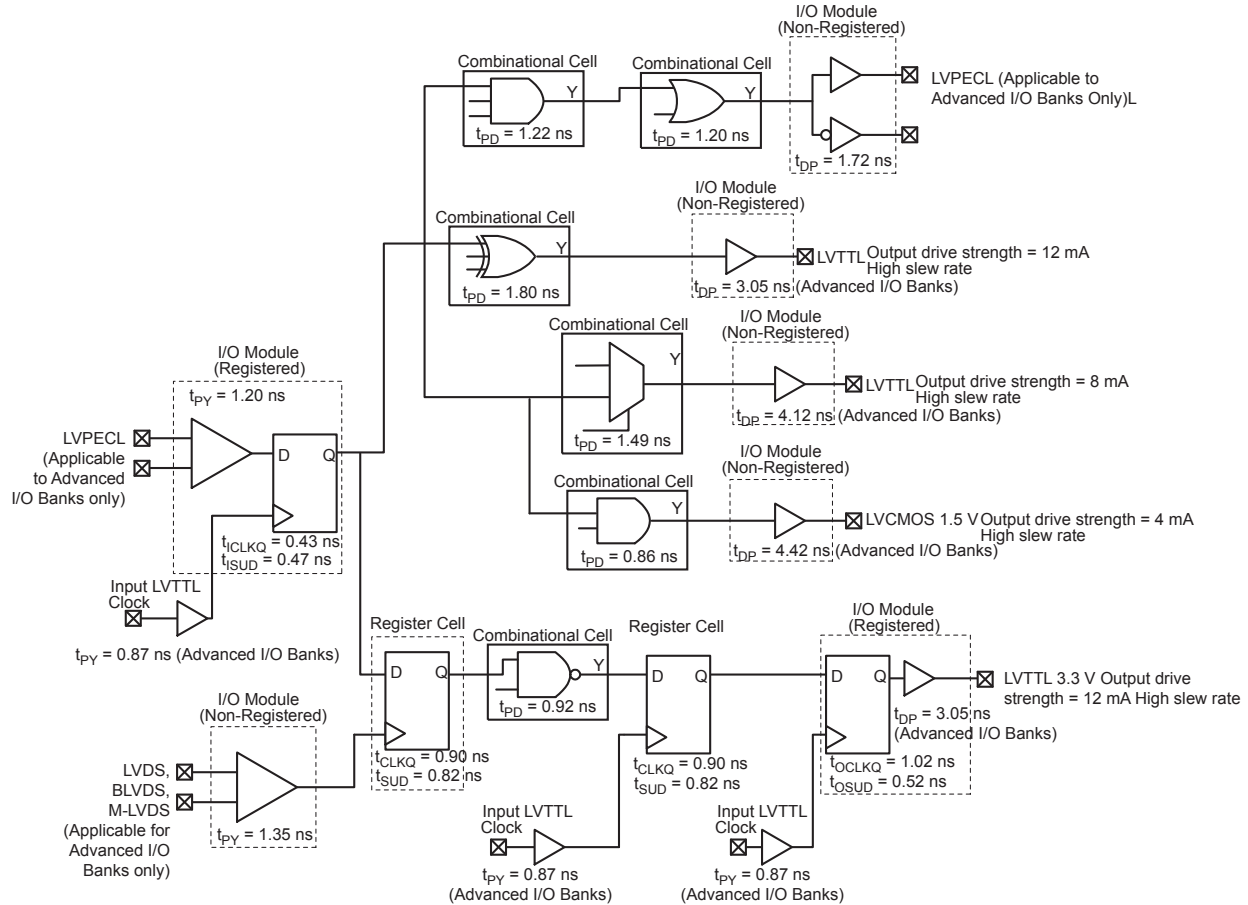 I/O Module
(Non-Registered)
Combinational Cell
Y
tPD = 1.22 ns
Combinational Cell
Y
tPD = 1.20 ns
tDP = 1.72 ns
LVPECL (Applicable to
Advanced I/O Banks Only)L
Combinational Cell
Y
tPD = 1.80 ns
I/O Module
(Non-Registered)
tDP = 3.05 ns (Advanced I/O Banks)
LVTTL Output drive strength = 12 mA
High slew rate
Combinational Cell
Y
tPD = 1.49 ns
I/O Module
(Non-Registered)
tDP = 4.12 ns (Advanced I/O Banks)
LVTTL Output drive strength = 8 mA
High slew rate
Combinational Cell
Y
tPD = 0.86 ns
I/O Module
(Non-Registered)
tDP = 4.42 ns (Advanced I/O Banks)
LVCMOS 1.5 V Output drive strength = 4 mA
High slew rate
I/O Module
(Registered)
tPY = 1.20 ns
LVPECL
(Applicable
to Advanced
I/O Banks only)
D
Q
tICLKQ = 0.43 ns
tISUD = 0.47 ns
Input LVTTL
Clock
tPY = 0.87 ns (Advanced I/O Banks)
I/O Module
(Non-Registered)
LVDS,
BLVDS,
M-LVDS
(Applicable for
Advanced I/O
Banks only)
tPY = 1.35 ns
Register Cell
D
Q
tCLKQ = 0.90 ns
tSUD = 0.82 ns
Combinational Cell
Y
tPD = 0.92 ns
Register Cell
D
Q
tCLKQ = 0.90 ns
tSUD = 0.82 ns
Input LVTTL
Clock
tPY = 0.87 ns
(Advanced I/O Banks)
I/O Module
(Registered)
D
Q
tDP = 3.05 ns
(Advanced I/O Banks)
tOCLKQ = 1.02 ns
tOSUD = 0.52 ns
LVTTL 3.3 V Output drive
strength = 12 mA High slew rate
Input LVTTL
Clock
tPY = 0.87 ns
(Advanced I/O Banks)